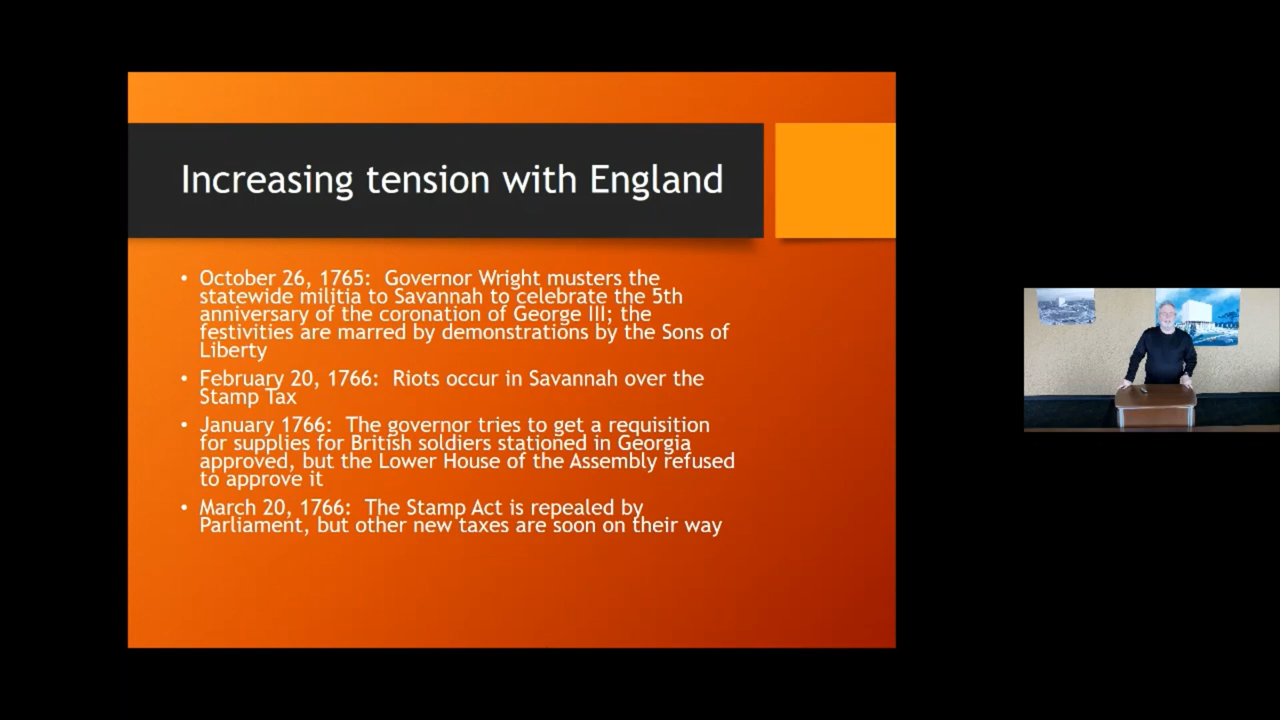 Increasing tension with England
• October 26, 1765:  Governor Wright musters the
statewide militia to Savannah to celebrate the 5th
anniversary of the coronation of George III; the
festivities are marred by demonstrations by the Sons of
Liberty
• February 20, 1766:  Riots occur in Savannah over the
Stamp Tax
• January 1766:  The governor tries to get a requisition
for supplies for British soldiers stationed in Georgia
approved, but the Lower House of the Assembly refused
to approve it
• March 20, 1766:  The Stamp Act is repealed by
Parliament, but other new taxes are soon on their way